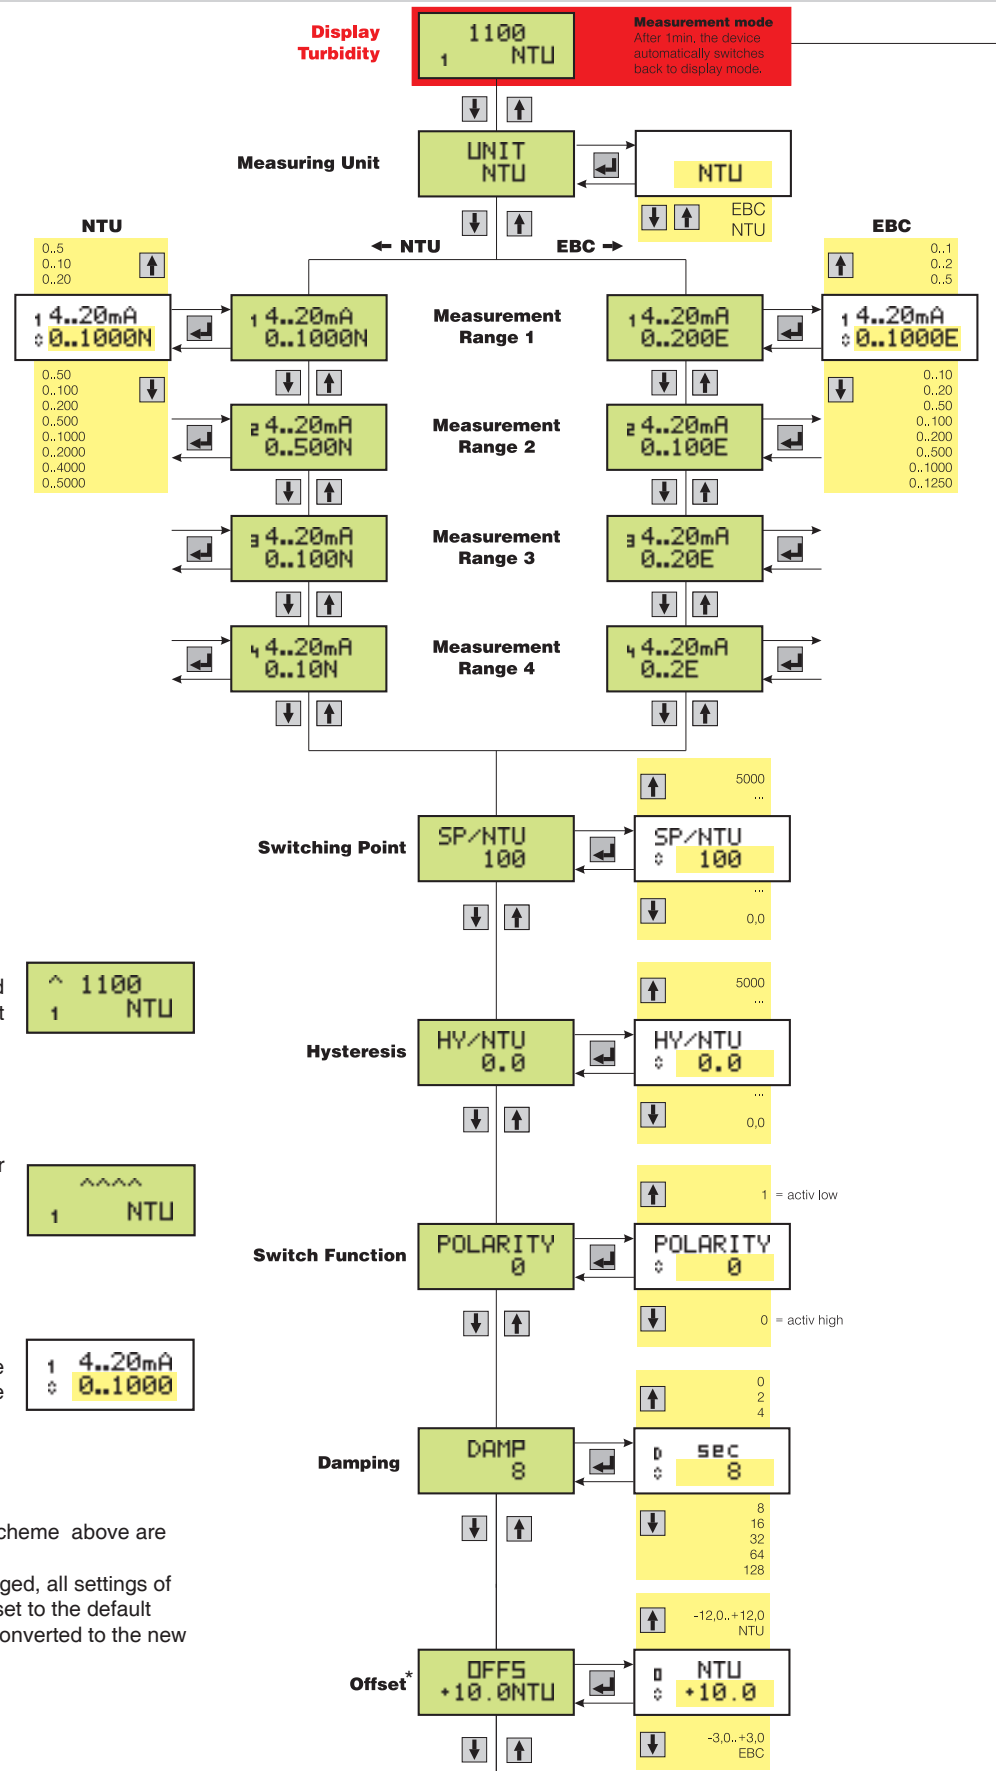 Display
Turbidity
1100
1 NTU
Measurement mode
After 1min, the device
automatically switches
back to display mode.
Measuring Unit
UNIT
NTU
NTU
EBC
NTU
NTU
← NTU
EBC →
EBC
0..5
0..10
0..20
1 4..20mA
0..1000N
0..50
0..100
0..200
0..500
0..1000
0..2000
0..4000
0..5000
1 4..20mA
0..1000N
Measurement
Range 1
1 4..20mA
0..200E
0..1
0..2
0..5
1 4..20mA
0..1000E
0..10
0..20
0..50
0..100
0..200
0..500
0..1000
0..1250
2 4..20mA
0..500N
Measurement
Range 2
2 4..20mA
0..100E
3 4..20mA
0..100N
Measurement
Range 3
3 4..20mA
0..20E
4 4..20mA
0..10N
Measurement
Range 4
4 4..20mA
0..2E
Switching Point
SP/NTU
100
5000
...
SP/NTU
100
...
0,0
d
t
^ 1100
1 NTU
Hysteresis
HY/NTU
0.0
5000
...
HY/NTU
0.0
...
0,0
r
^^^^
1 NTU
Switch Function
POLARITY
0
1 = activ low
POLARITY
0
0 = activ high
e
e
1 4..20mA
0..1000
Damping
DAMP
8
0
2
4
D sec
8
8
16
32
64
128
cheme above are
ged, all settings of
set to the default
onverted to the new
Offset*
OFFS
+10.0NTU
-12,0..+12,0
NTU
O NTU
+10.0
-3,0..+3,0
EBC